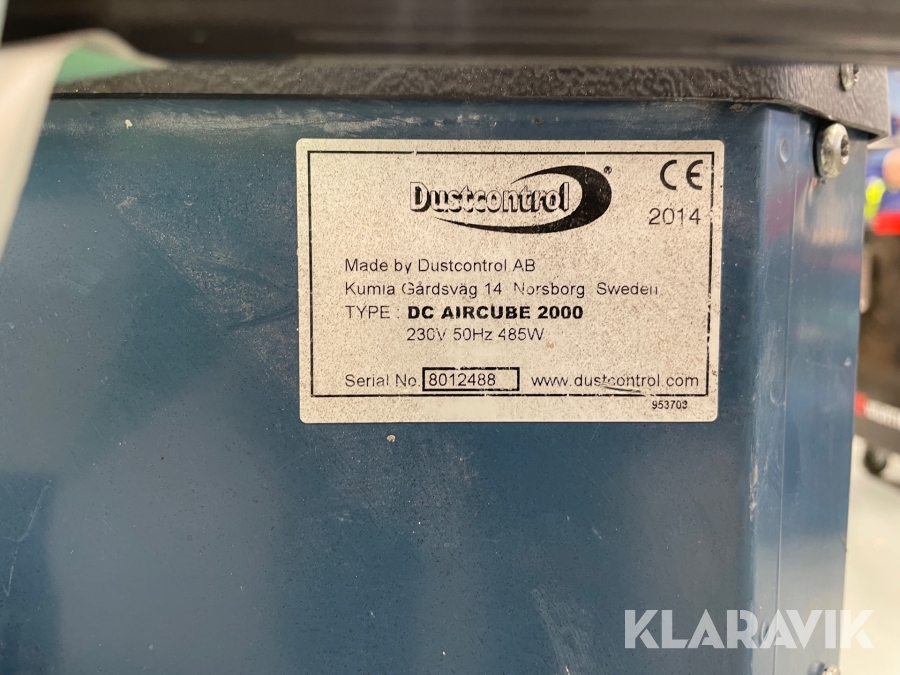 Dustcontrol ®
CE
2014
Made by Dustcontrol AB
Kumla Gårdsväg 14 Norsborg Sweden
TYPE : DC AIRCUBE 2000
230V 50Hz 485W
Serial No. 8012488 www.dustcontrol.com
953703
KLARAVIK